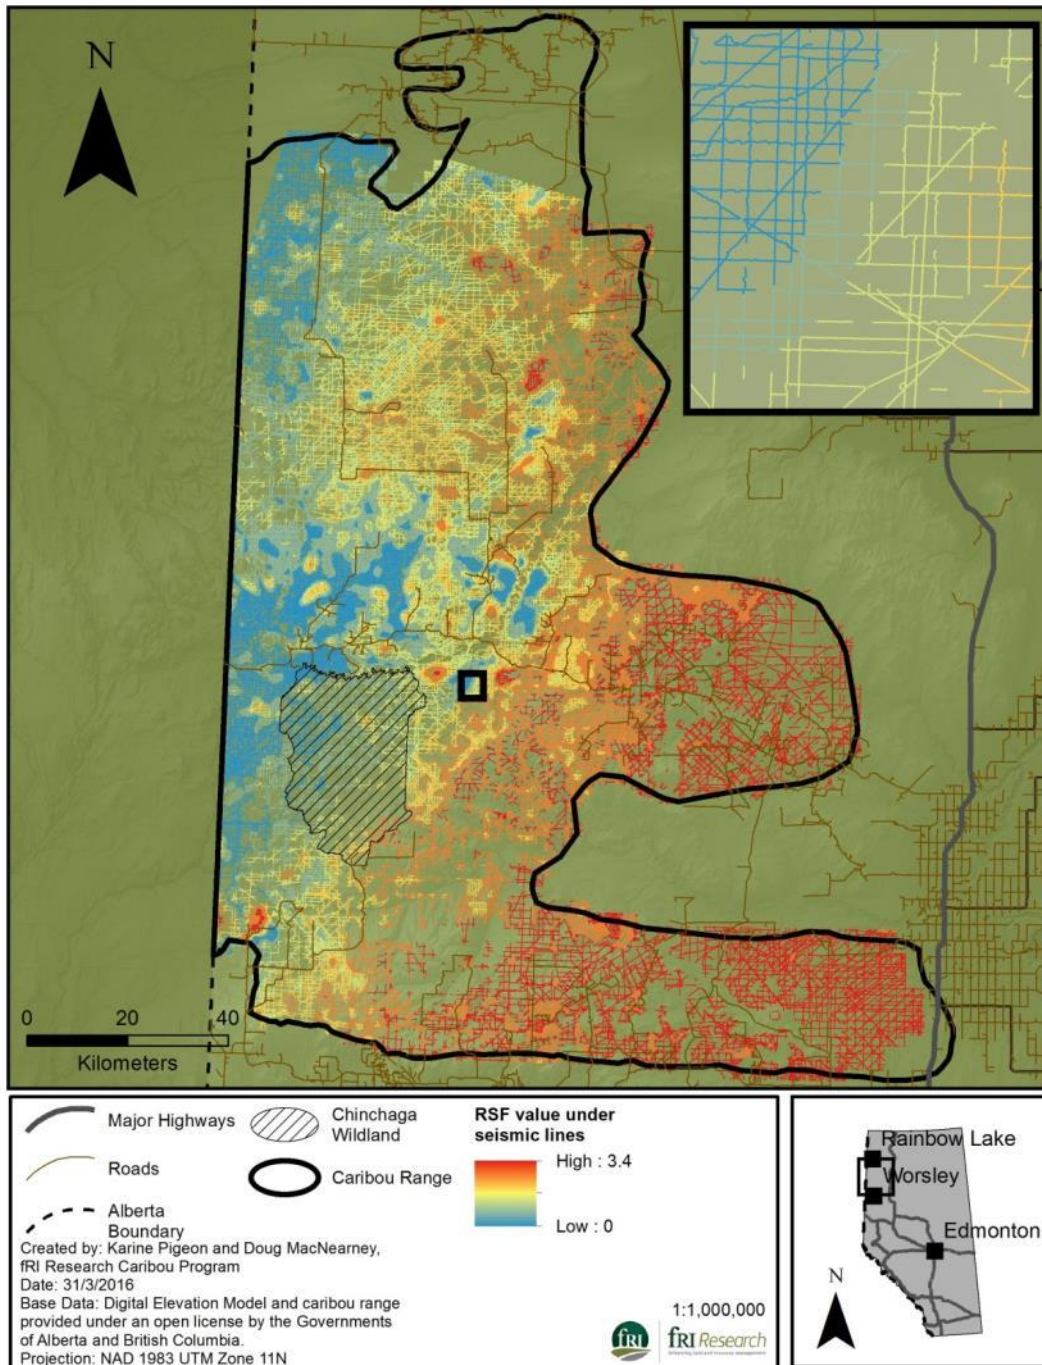 N
0 20 40
Kilometers
Major Highways
Roads
Alberta
Boundary
Chinchaga
Wildland
Caribou Range
RSF value under
seismic lines
High : 3.4
Low : 0
Created by: Karine Pigeon and Doug MacNearney,
fRI Research Caribou Program
Date: 31/3/2016
Base Data: Digital Elevation Model and caribou range
provided under an open license by the Governments
of Alberta and British Columbia.
Projection: NAD 1983 UTM Zone 11N
1:1,000,000
fRI
fRI Research
Rainbow Lake
Worsley
Edmonton
N